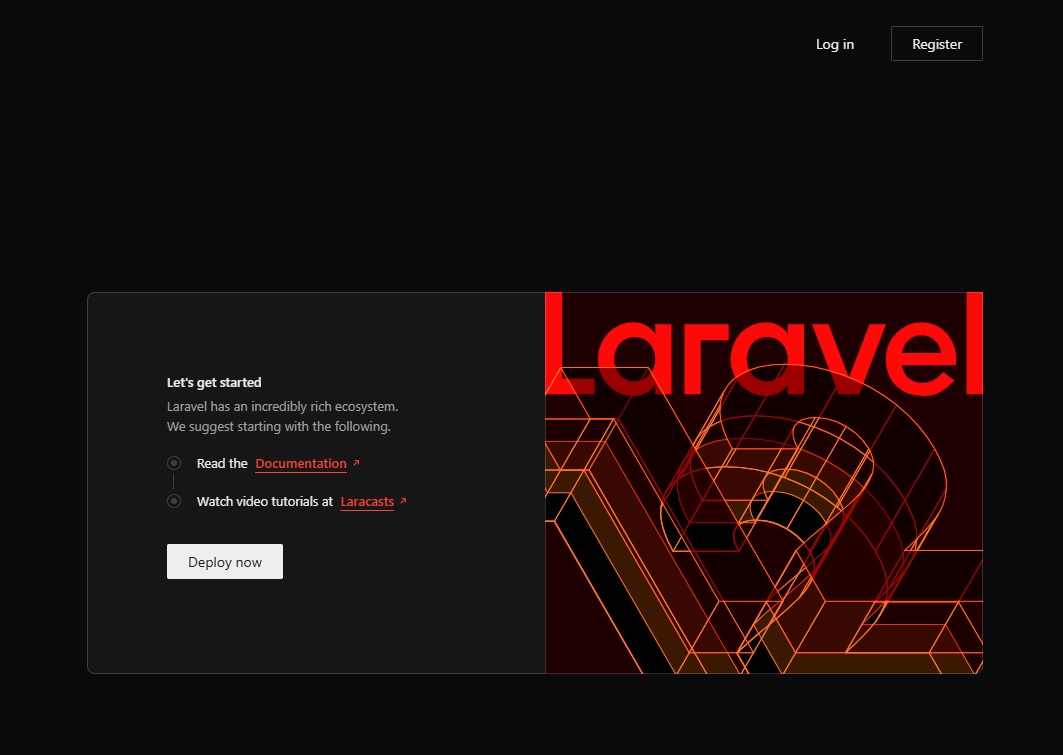 Log in
Register
Laravel
Let's get started
Laravel has an incredibly rich ecosystem.
We suggest starting with the following.
Read the Documentation
Watch video tutorials at Laracasts
Deploy now
12